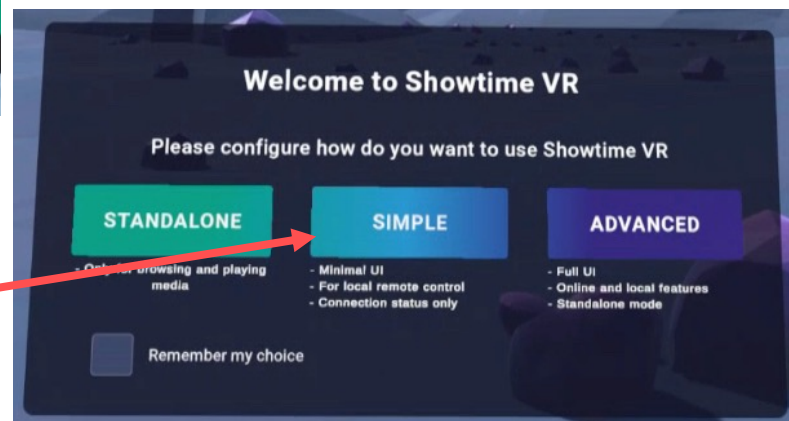 Welcome to Showtime VR
Please configure how do you want to use Showtime VR
STANDALONE
- Only for browsing and playing
media
SIMPLE
- Minimal UI
- For local remote control
- Connection status only
ADVANCED
- Full UI
- Online and local features
- Standalone mode
Remember my choice